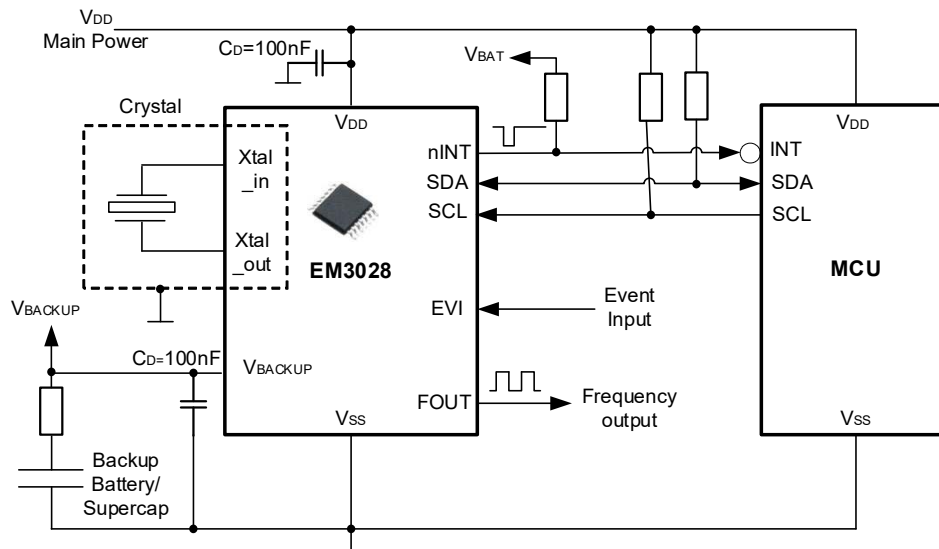 VDD
Main Power
CD=100nF
VBAT
Crystal
VDD
VDD
Xtal
_in
nINT
INT
SDA
SDA
SCL
SCL
Xtal
_out
EM3028
MCU
VBACKUP
EVI
Event
Input
CD=100nF
VBACKUP
FOUT
Frequency
output
VSS
VSS
Backup
Battery/
Supercap